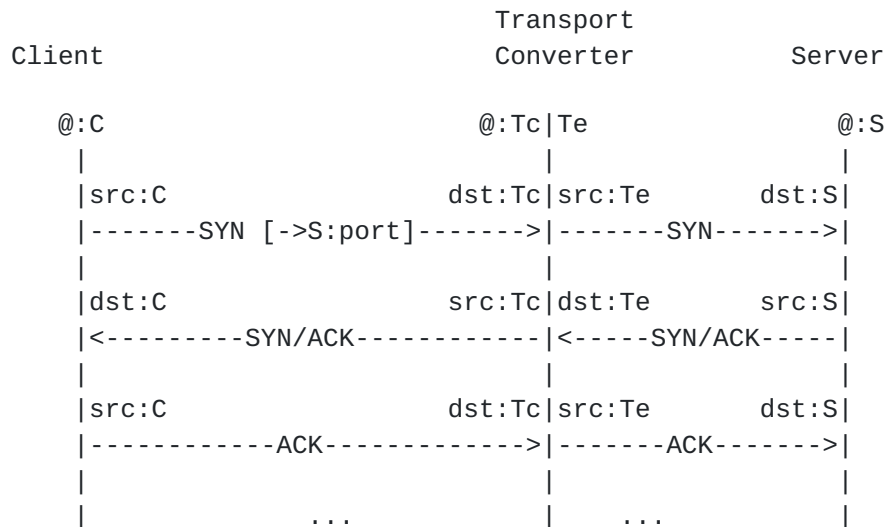 Transport
Client                        Converter          Server

   @:C                       @:Tc|Te                @:S
    |                            |                  |
    |src:C                 dst:Tc|src:Te       dst:S|
    |-------SYN [->S:port]------->|-------SYN------->|
    |                            |                  |
    |dst:C                 src:Tc|dst:Te       src:S|
    |<---------SYN/ACK------------|<-----SYN/ACK-----|
    |                            |                  |
    |src:C                 dst:Tc|src:Te       dst:S|
    |------------ACK------------->|-------ACK------->|
    |                            |                  |
    |              ...           |    ...           |